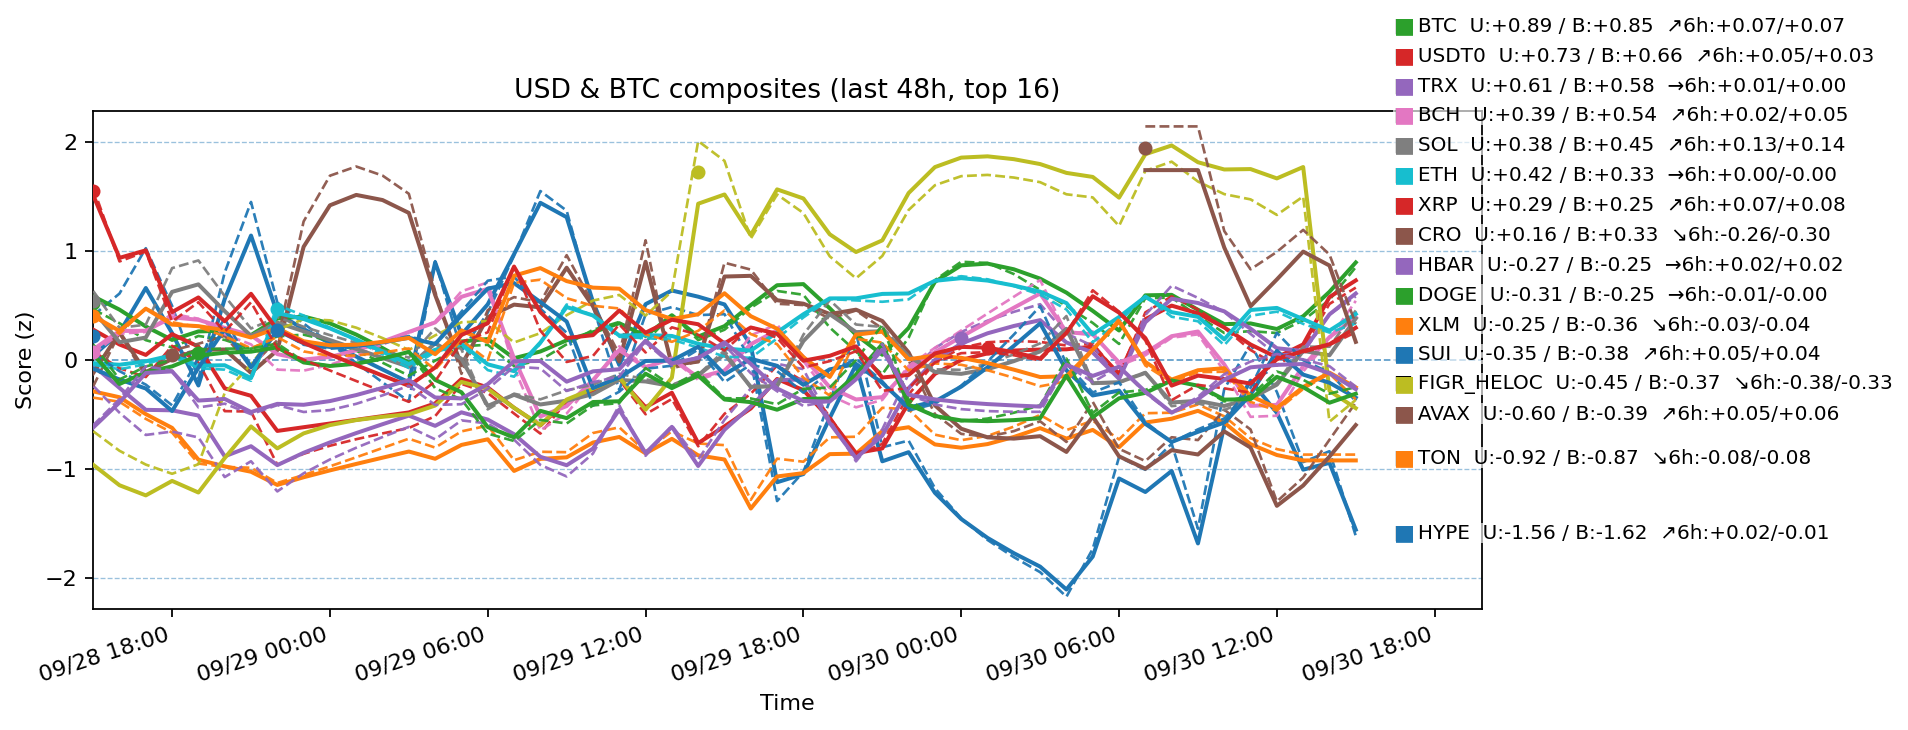 USD & BTC composites (last 48h, top 16)
BTC U:+0.89 / B:+0.85 ↗6h:+0.07/+0.07
USDT0 U:+0.73 / B:+0.66 ↗6h:+0.05/+0.03
TRX U:+0.61 / B:+0.58 →6h:+0.01/+0.00
BCH U:+0.39 / B:+0.54 ↗6h:+0.02/+0.05
SOL U:+0.38 / B:+0.45 ↗6h:+0.13/+0.14
ETH U:+0.42 / B:+0.33 →6h:+0.00/-0.00
XRP U:+0.29 / B:+0.25 ↗6h:+0.07/+0.08
CRO U:+0.16 / B:+0.33 ↘6h:-0.26/-0.30
HBAR U:-0.27 / B:-0.25 →6h:+0.02/+0.02
DOGE U:-0.31 / B:-0.25 →6h:-0.01/-0.00
XLM U:-0.25 / B:-0.36 ↘6h:-0.03/-0.04
SUI U:-0.35 / B:-0.38 ↗6h:+0.05/+0.04
FIGR_HELOC U:-0.45 / B:-0.37 ↘6h:-0.38/-0.33
AVAX U:-0.60 / B:-0.39 ↗6h:+0.05/+0.06
TON U:-0.92 / B:-0.87 ↘6h:-0.08/-0.08
HYPE U:-1.56 / B:-1.62 ↗6h:+0.02/-0.01
Score (z)
2
1
0
−1
−2
09/28 18:00
09/29 00:00
09/29 06:00
09/29 12:00
09/29 18:00
09/30 00:00
09/30 06:00
09/30 12:00
09/30 18:00
Time